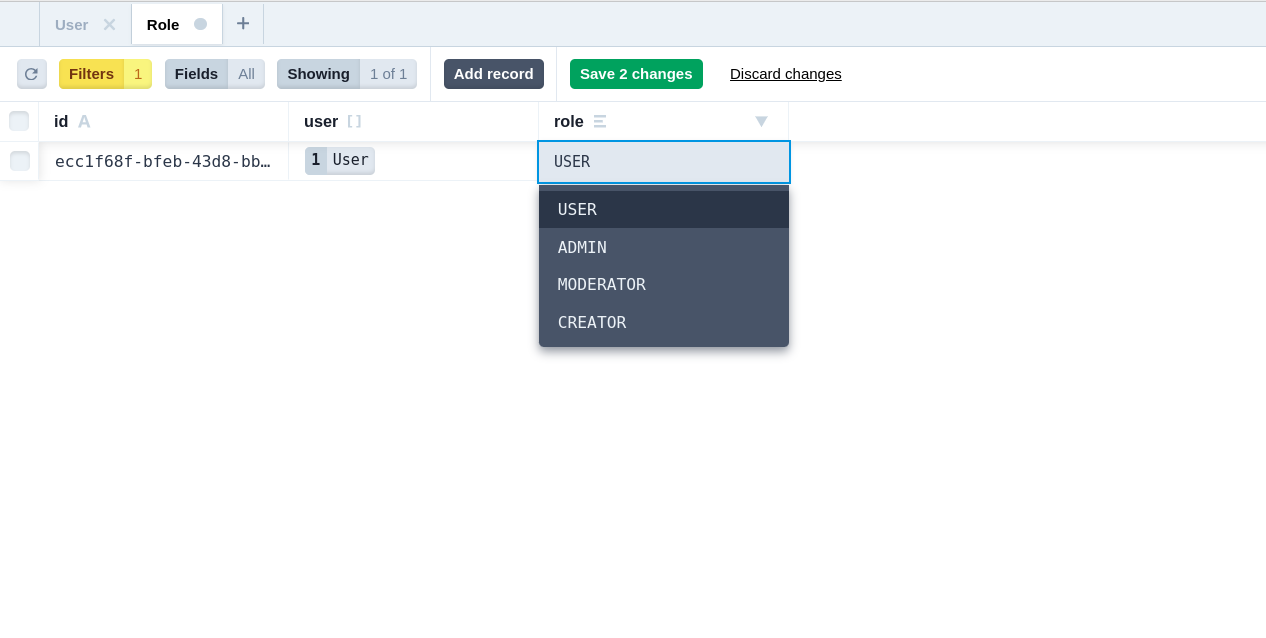 User
Role
+
Filters 1
Fields All
Showing 1 of 1
Add record
Save 2 changes
Discard changes
id A
user []
role
ecc1f68f-bfeb-43d8-bb…
1 User
USER
USER
ADMIN
MODERATOR
CREATOR